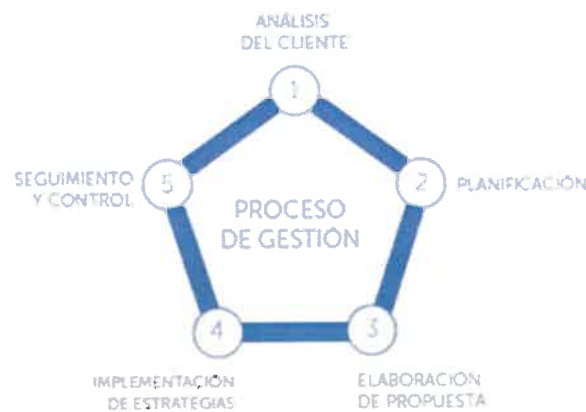 ANÁLISIS
DEL CLIENTE
1
2
PLANIFICACIÓN
3
ELABORACIÓN
DE PROPUESTA
4
IMPLEMENTACIÓN
DE ESTRATEGIAS
5
SEGUIMIENTO
Y CONTROL
PROCESO
DE GESTIÓN